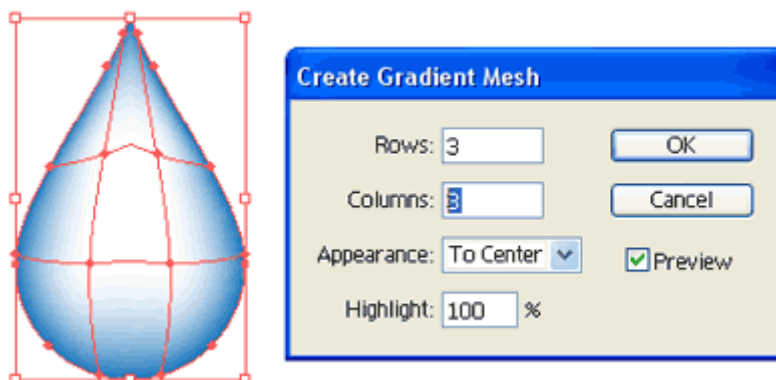 Create Gradient Mesh
Rows: 3
OK
Columns: 3
Cancel
Appearance: To Center
Preview
Highlight: 100 %